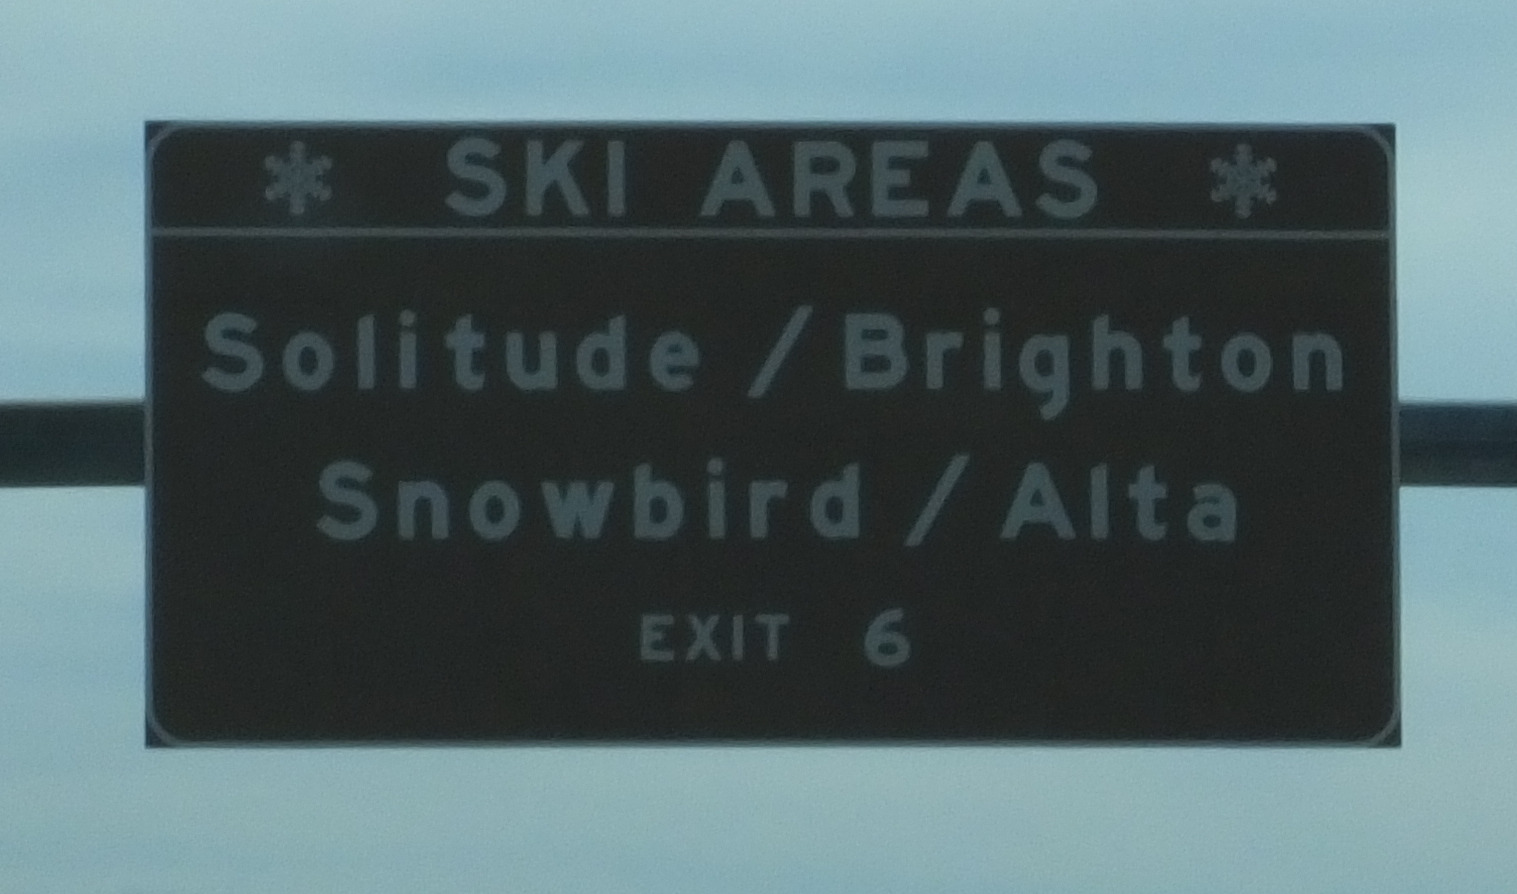 SKI AREAS
Solitude / Brighton
Snowbird / Alta
EXIT 6